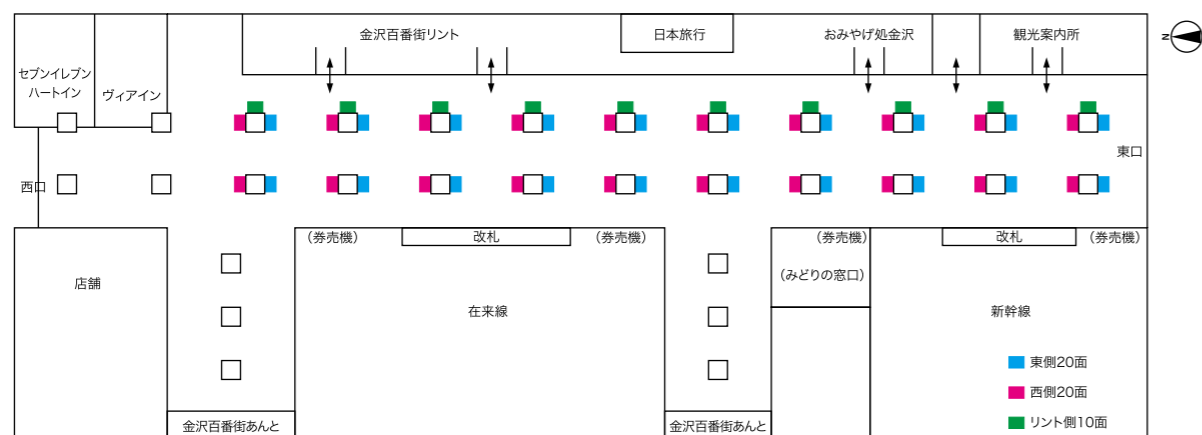 金沢百番街リント
日本旅行
おみやげ処金沢
観光案内所
N
セブンイレブン
ハートイン
ヴィアイン
東口
西口
(券売機)
改札
(券売機)
(券売機)
改札
(券売機)
店舗
(みどりの窓口)
在来線
新幹線
東側20面
西側20面
リント側10面
金沢百番街あんと
金沢百番街あんと